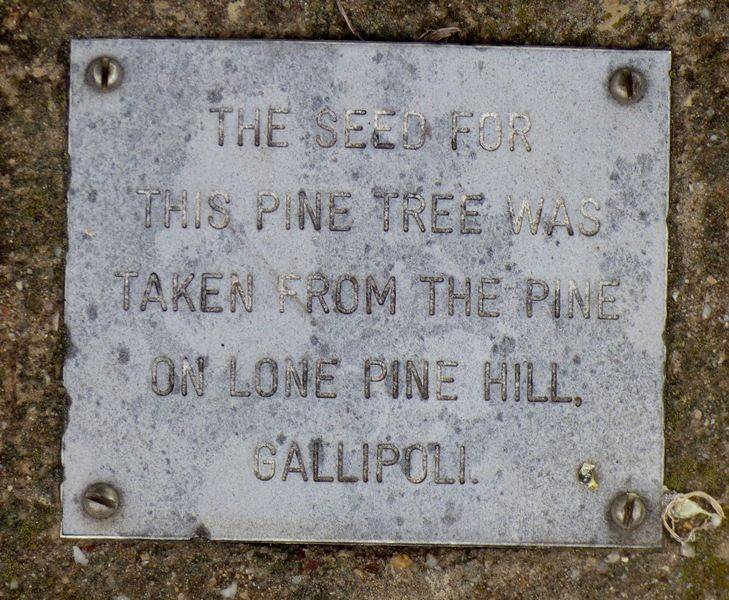 THE SEED FOR
THIS PINE TREE WAS
TAKEN FROM THE PINE
ON LONE PINE HILL,
GALLIPOLI.